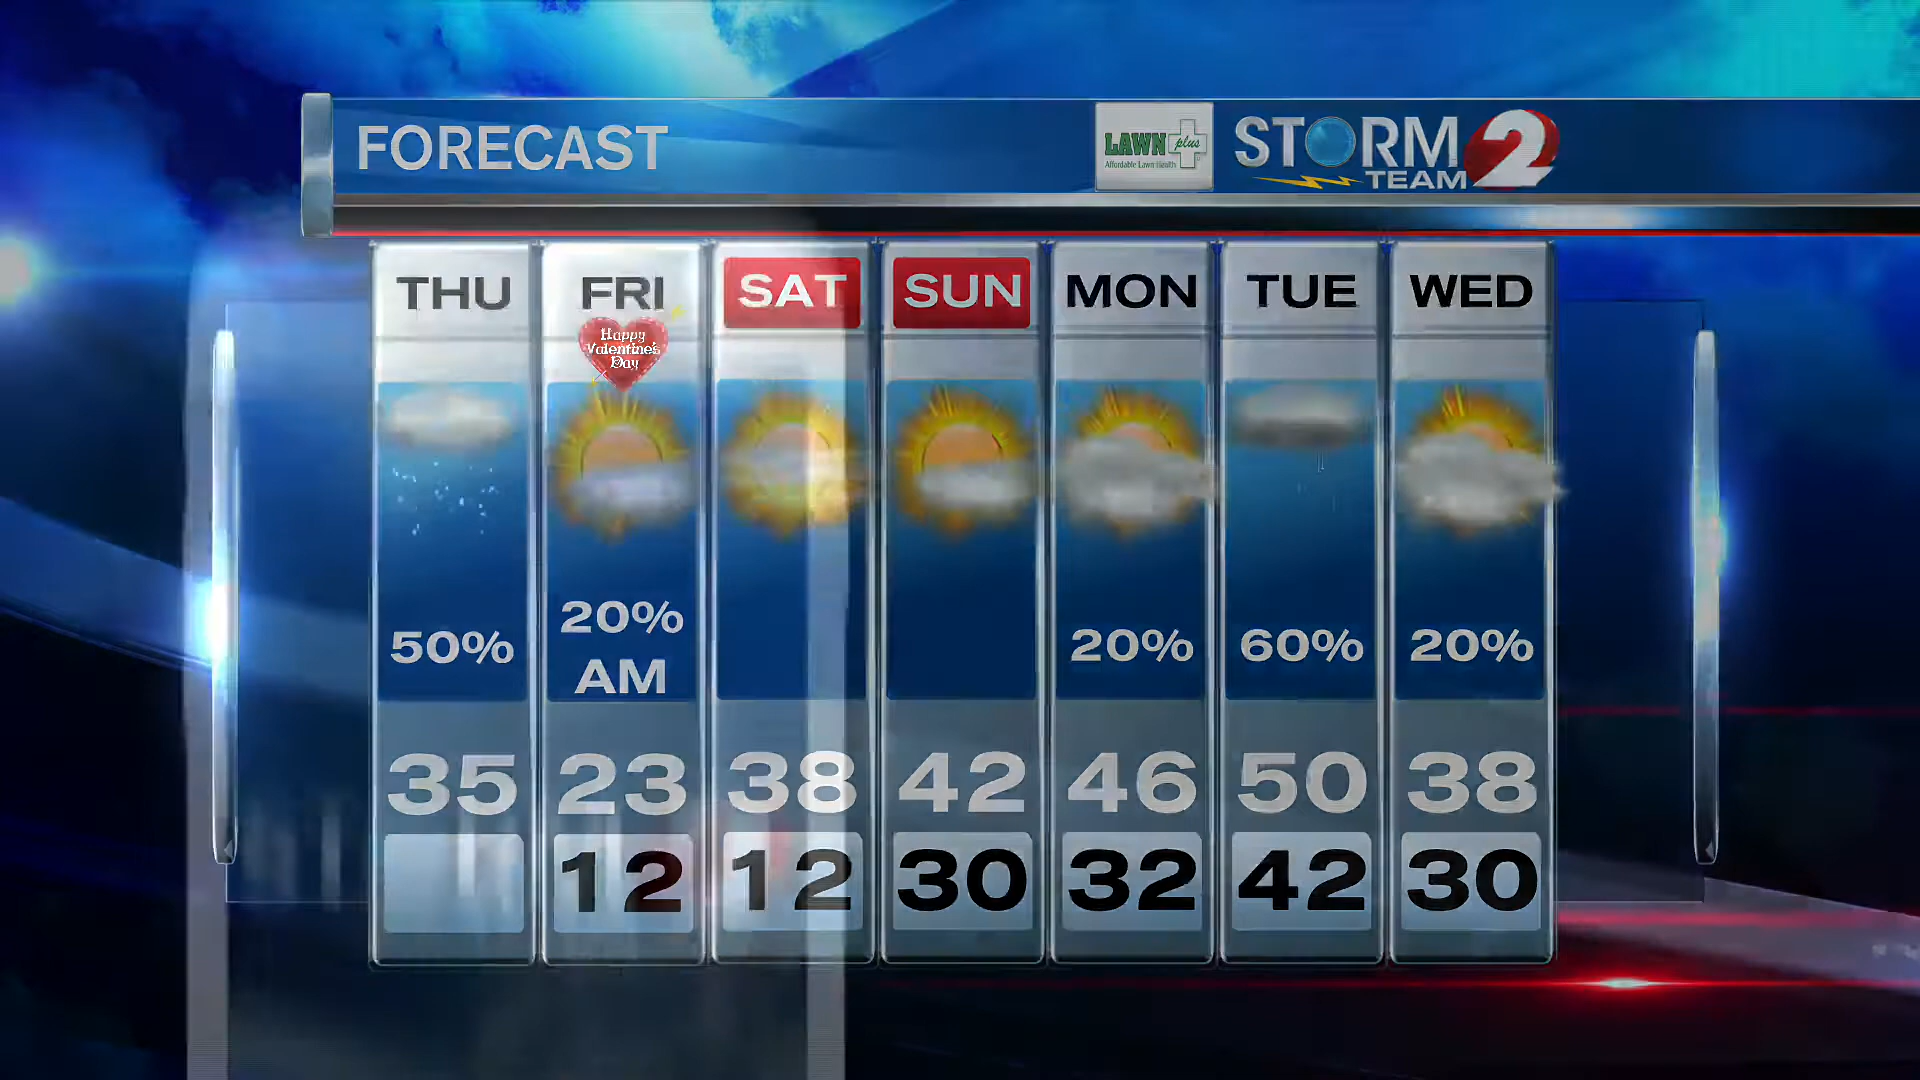 FORECAST
LAWN plus
Affordable Lawn Health
STORM
TEAM 2
THU FRI SAT SUN MON TUE WED
Happy
Valentine's
Day
50% 20% AM 20% 60% 20%
35 23 38 42 46 50 38
12 12 30 32 42 30